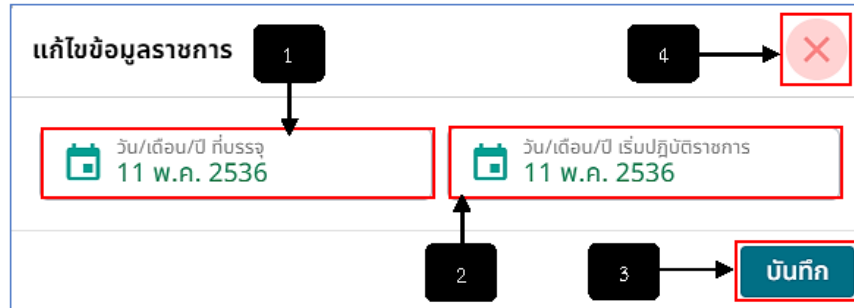 แก้ไขข้อมูลราชการ
1
4
วัน/เดือน/ปี ที่บรรจุ
11 พ.ค. 2536
วัน/เดือน/ปี เริ่มปฏิบัติราชการ
11 พ.ค. 2536
2
3
บันทึก